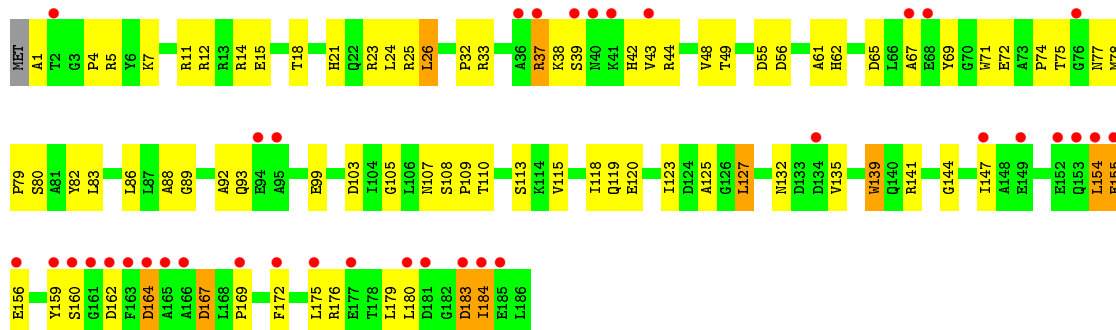 MET A1 T2 G3 P4 R5 Y6 K7 R11 R12 R13 R14 E15 T18 H21 Q22 R23 L24 R25 L26 P32 R33 A36 R37 K38 S39 N40 K41 H42 V43 R44 V48 T49 D55 D56 A61 H62 D65 L66 A67 E68 Y69 G70 W71 E72 A73 P74 T75 G76 N77 M78
P79 S80 A81 Y82 L83 L86 L87 A88 G89 A92 Q93 E94 A95 E99 D103 I104 G105 L106 N107 S108 P109 T110 S113 K114 V115 I118 Q119 E120 I123 D124 A125 G126 L127 N132 D133 D134 V135 W139 Q140 R141 G144 I147 A148 E149 E152 Q153 L154 E155
E156 Y159 S160 G161 D162 F163 D164 A165 A166 D167 L168 P169 F172 L175 R176 E177 T178 L179 L180 D181 G182 D183 I184 E185 L186